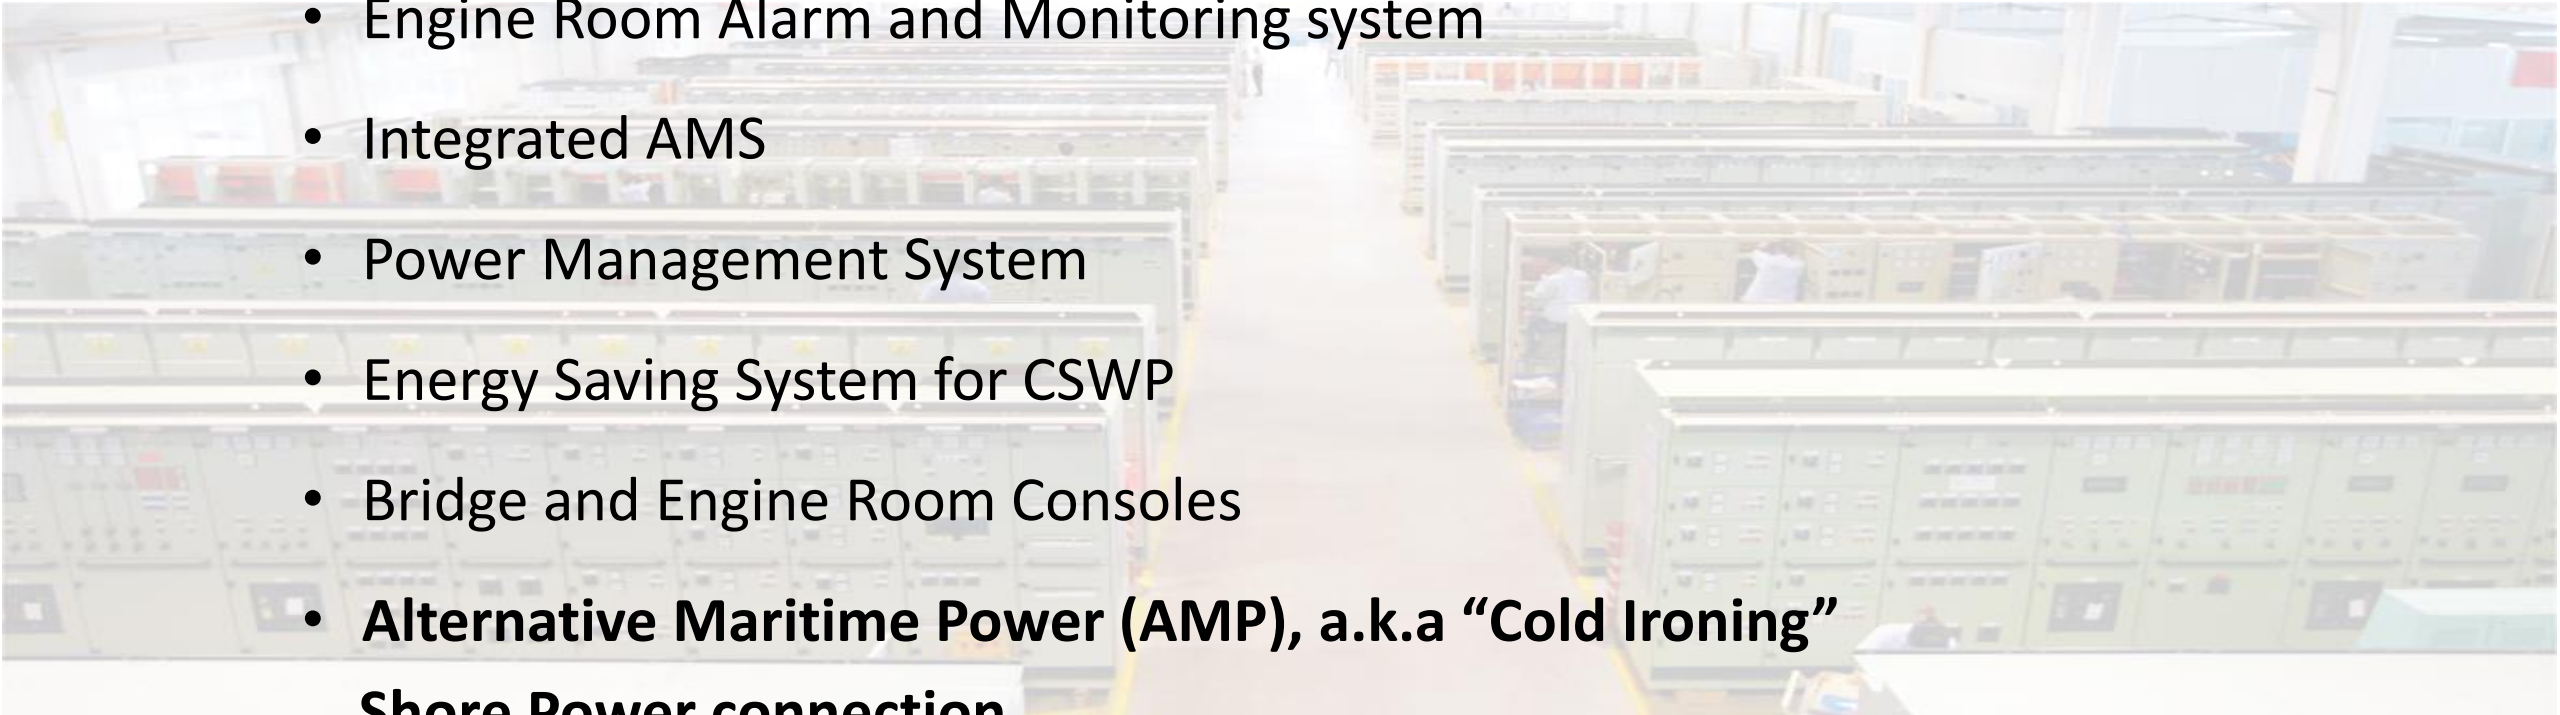 • Engine Room Alarm and Monitoring system
• Integrated AMS
• Power Management System
• Energy Saving System for CSWP
• Bridge and Engine Room Consoles
• Alternative Maritime Power (AMP), a.k.a “Cold Ironing”
Shore Power connection